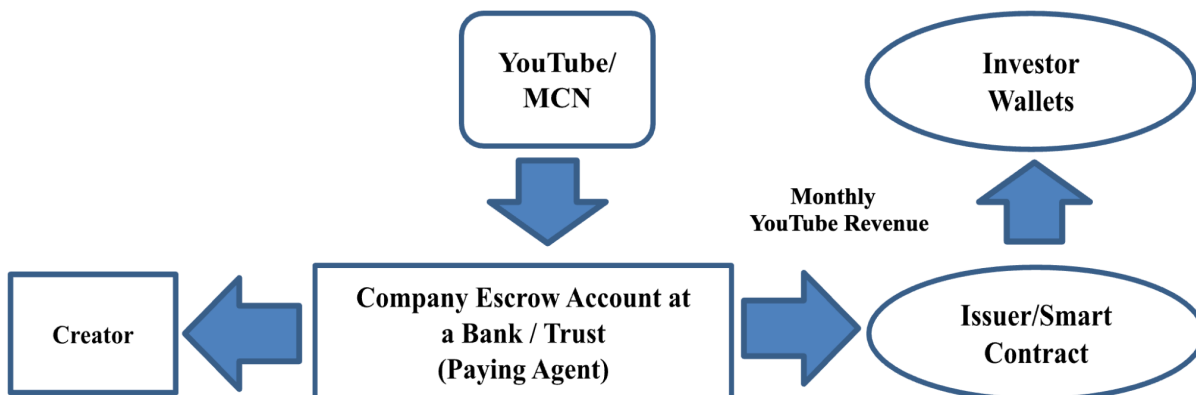 YouTube/
MCN
Investor
Wallets
Monthly
YouTube Revenue
Creator
Company Escrow Account at
a Bank / Trust
(Paying Agent)
Issuer/Smart
Contract